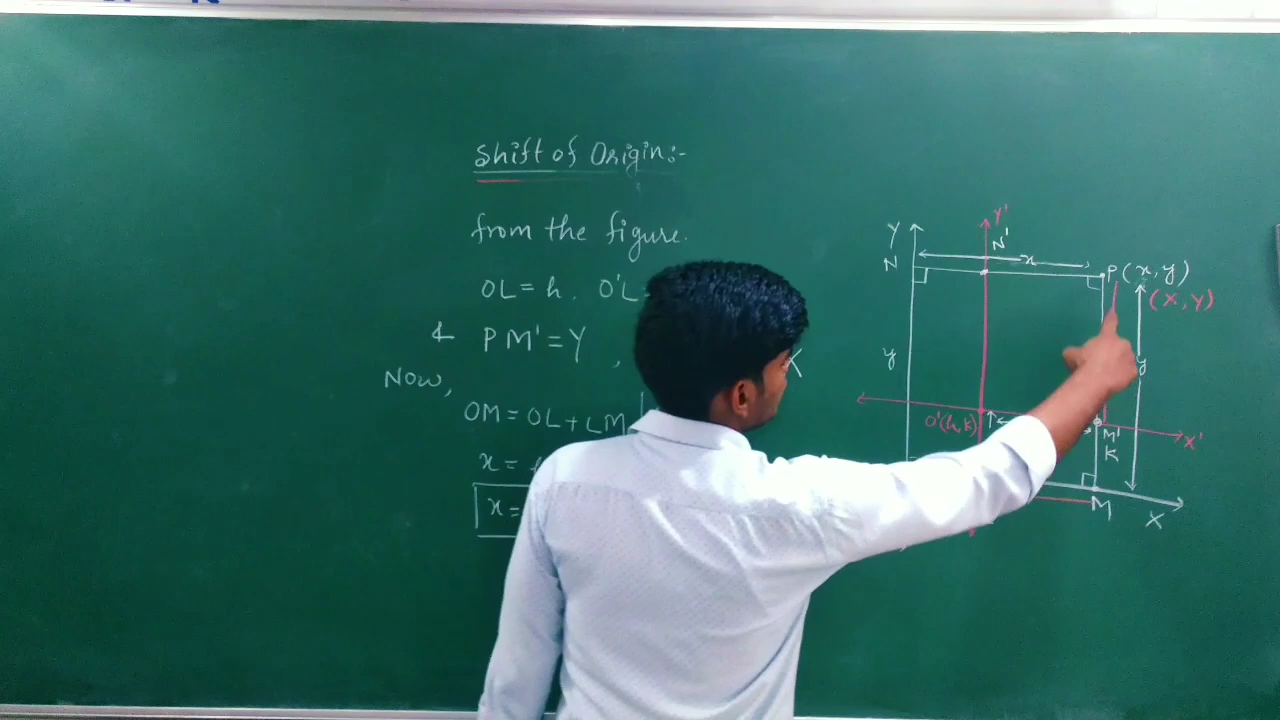 Shift of Origin:-
from the figure.
OL = h, O'L
& PM' = Y,
Now,
OM = OL + LM
x =
x =
Y
Y'
N
N'
x
P(x, y)
(X, Y)
y
y
O'(h, k)
M'
X'
K
M
X